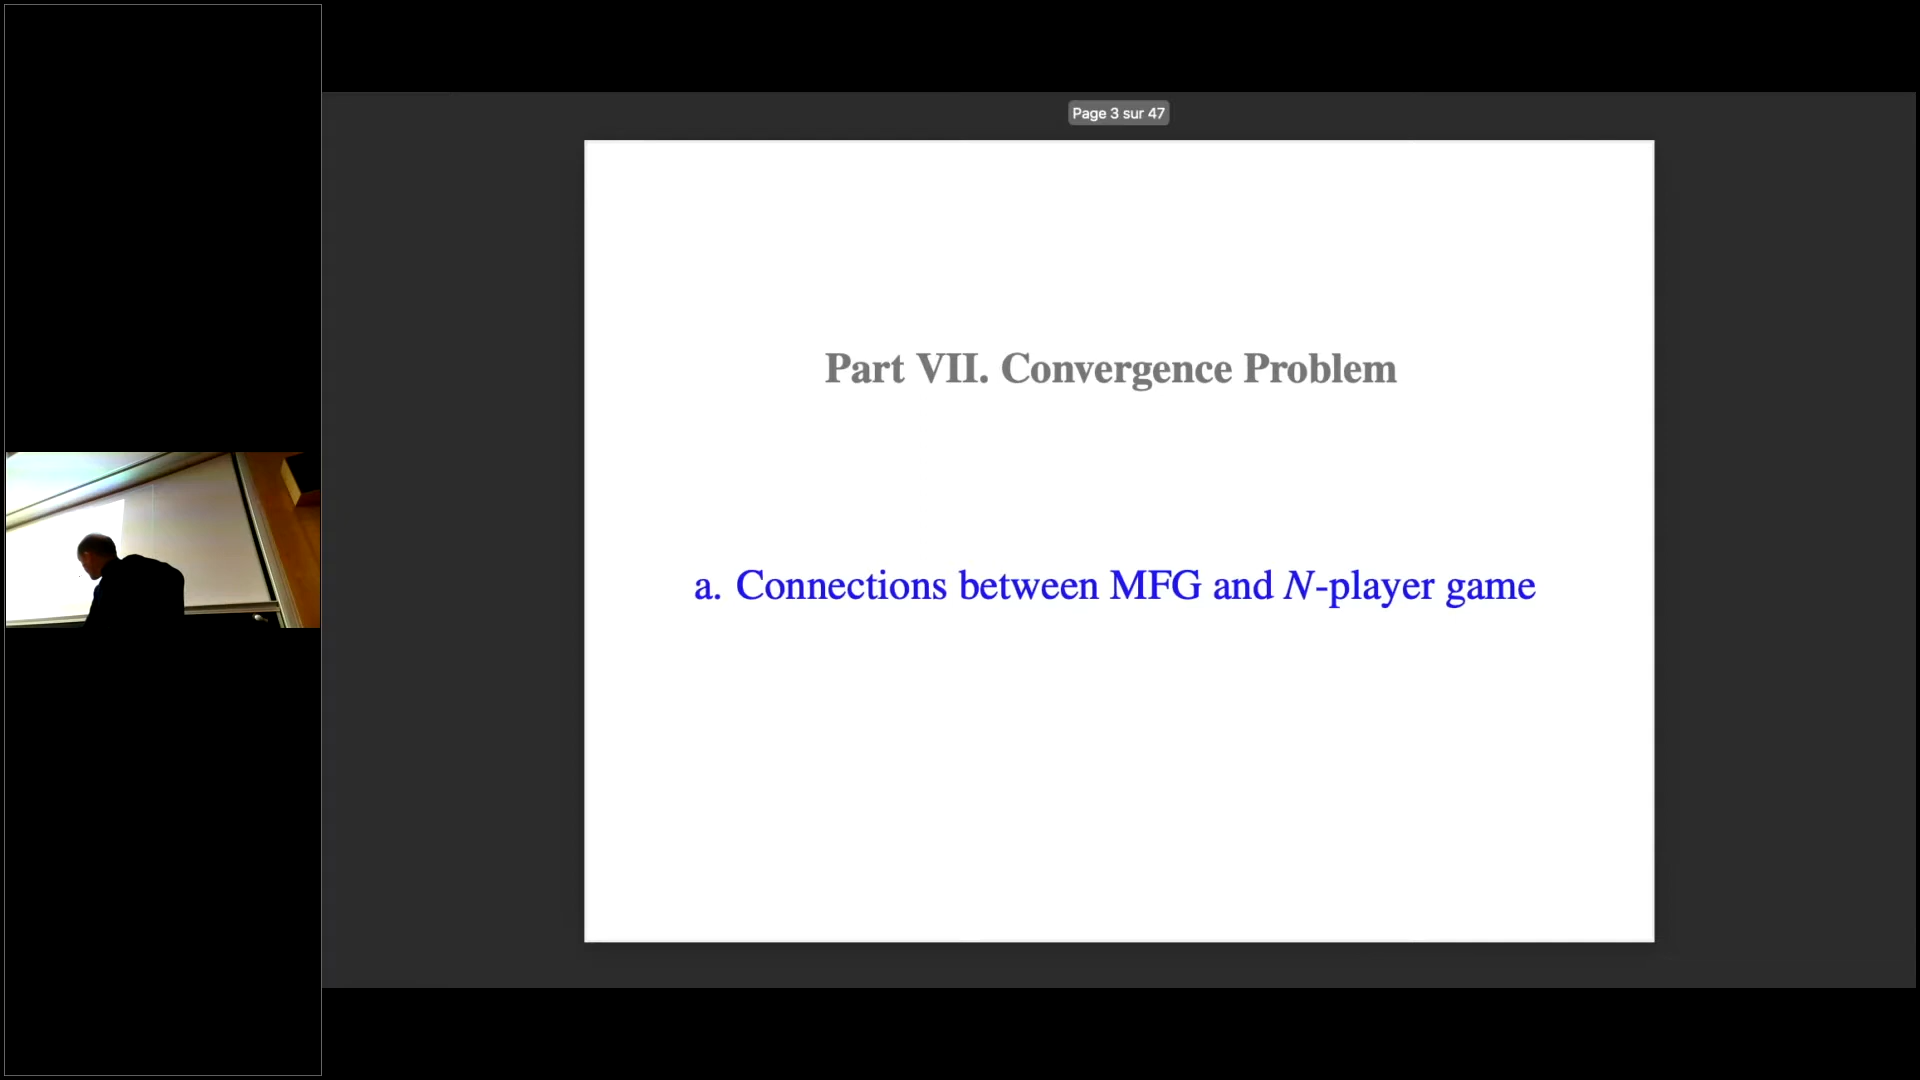 Page 3 sur 47
Part VII. Convergence Problem
a. Connections between MFG and N-player game